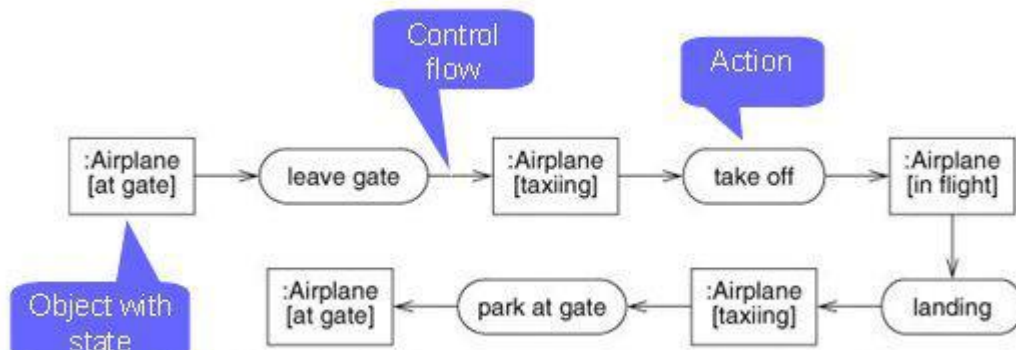 Control
flow
Action
:Airplane
[at gate]
leave gate
:Airplane
[taxiing]
take off
:Airplane
[in flight]
Object with
state
:Airplane
[at gate]
park at gate
:Airplane
[taxiing]
landing